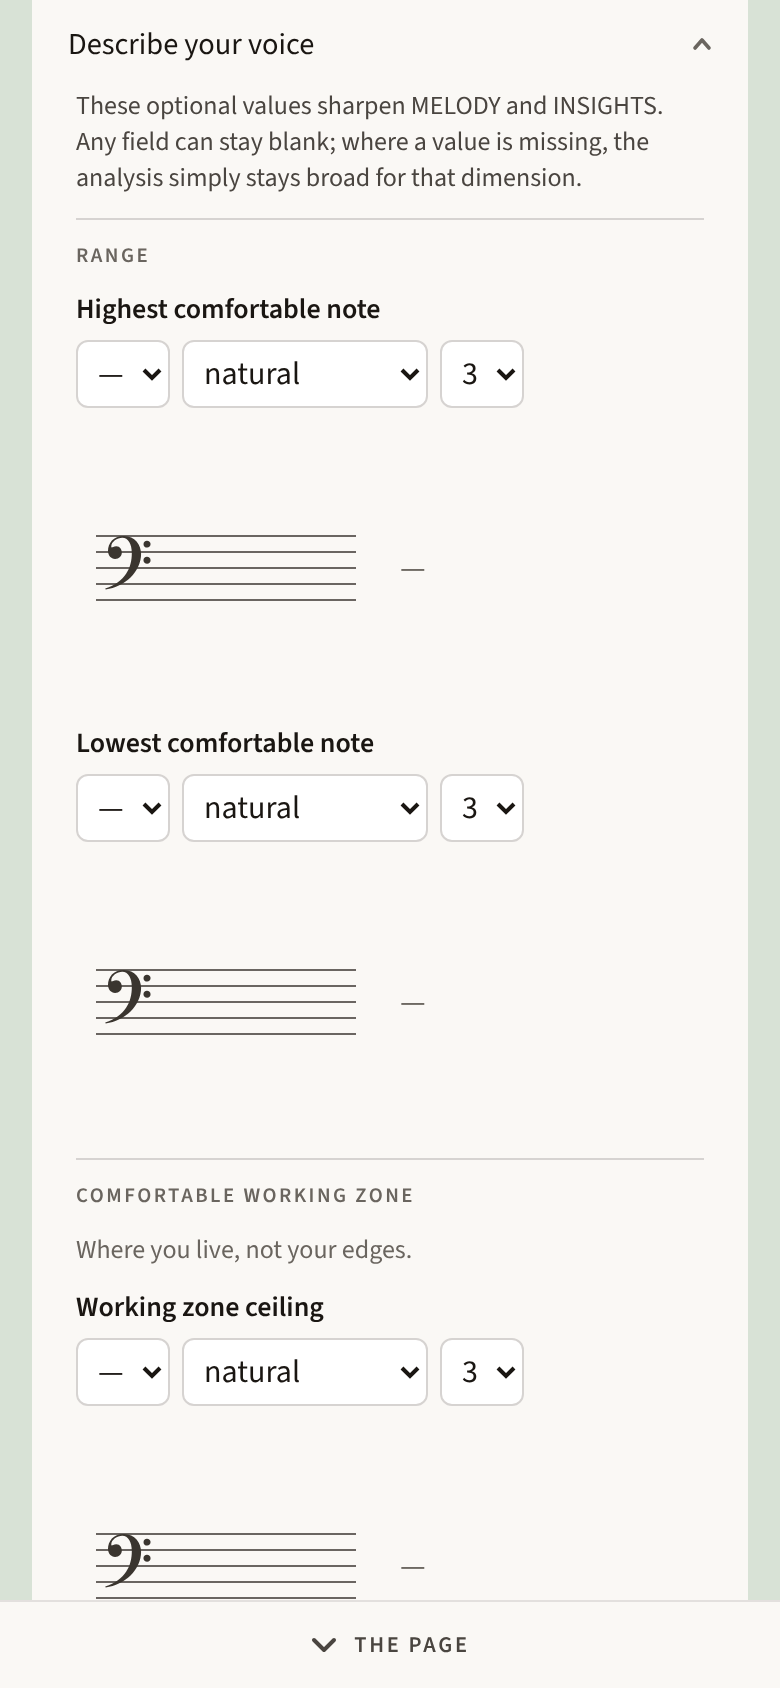 Describe your voice
These optional values sharpen MELODY and INSIGHTS.
Any field can stay blank; where a value is missing, the
analysis simply stays broad for that dimension.
RANGE
Highest comfortable note
— natural 3
—
Lowest comfortable note
— natural 3
—
COMFORTABLE WORKING ZONE
Where you live, not your edges.
Working zone ceiling
— natural 3
—
THE PAGE